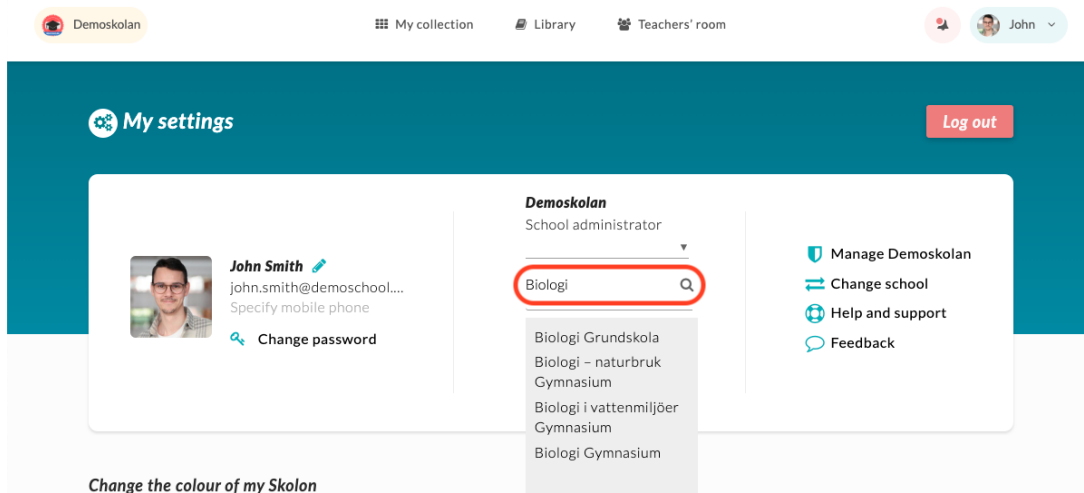 Demoskolan
My collection
Library
Teachers' room
John
My settings
Log out
John Smith
john.smith@demoschool....
Specify mobile phone
Change password
Demoskolan
School administrator
Biologi
Biologi Grundskola
Biologi – naturbruk
Gymnasium
Biologi i vattenmiljöer
Gymnasium
Biologi Gymnasium
Manage Demoskolan
Change school
Help and support
Feedback
Change the colour of my Skolon